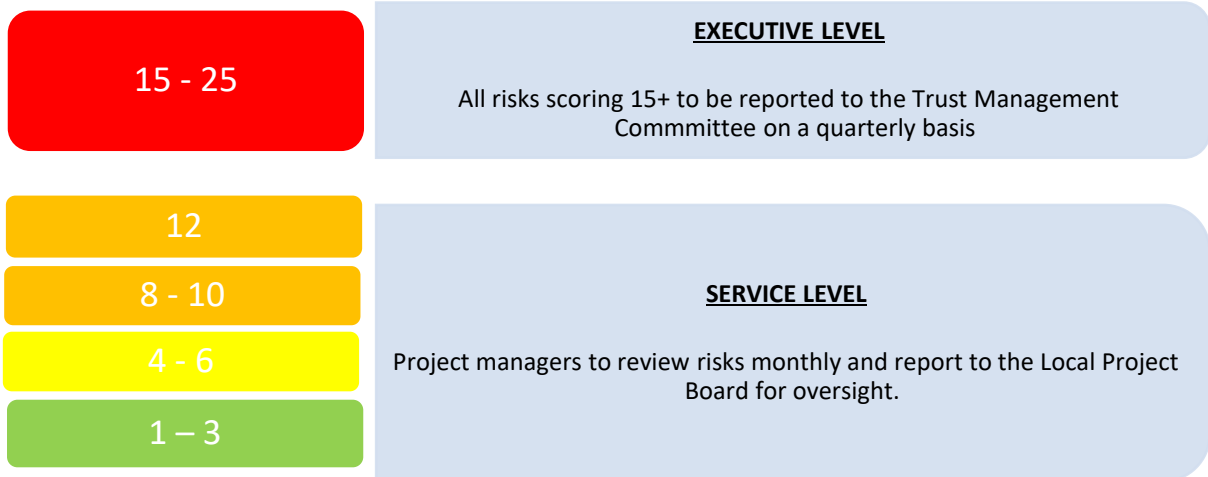 15 - 25
EXECUTIVE LEVEL
All risks scoring 15+ to be reported to the Trust Management
Commmittee on a quarterly basis
12
8 - 10
4 - 6
1 – 3
SERVICE LEVEL
Project managers to review risks monthly and report to the Local Project
Board for oversight.